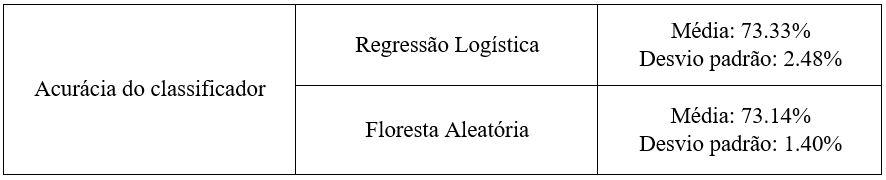 Acurácia do classificador
Regressão Logística
Média: 73.33%
Desvio padrão: 2.48%
Floresta Aleatória
Média: 73.14%
Desvio padrão: 1.40%